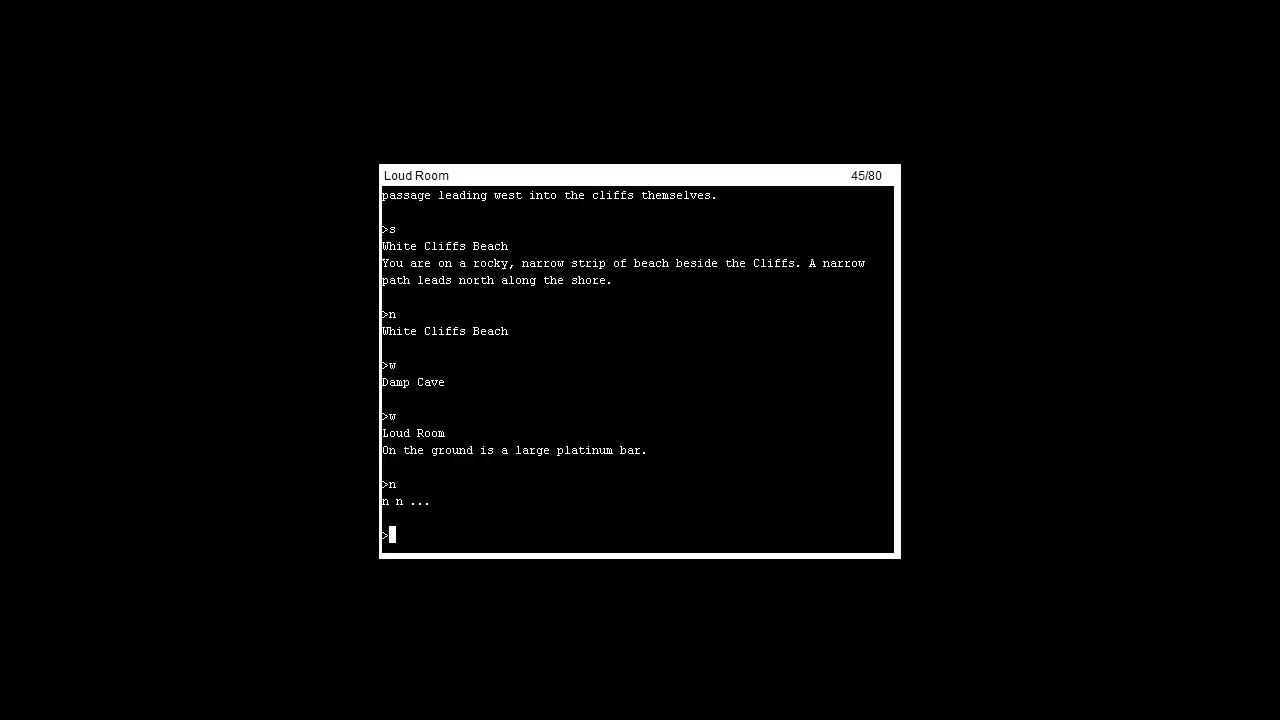 Loud Room 45/80
passage leading west into the cliffs themselves.
>s
White Cliffs Beach
You are on a rocky, narrow strip of beach beside the Cliffs. A narrow
path leads north along the shore.
>n
White Cliffs Beach
>w
Damp Cave
>w
Loud Room
On the ground is a large platinum bar.
>n
n n ...
>